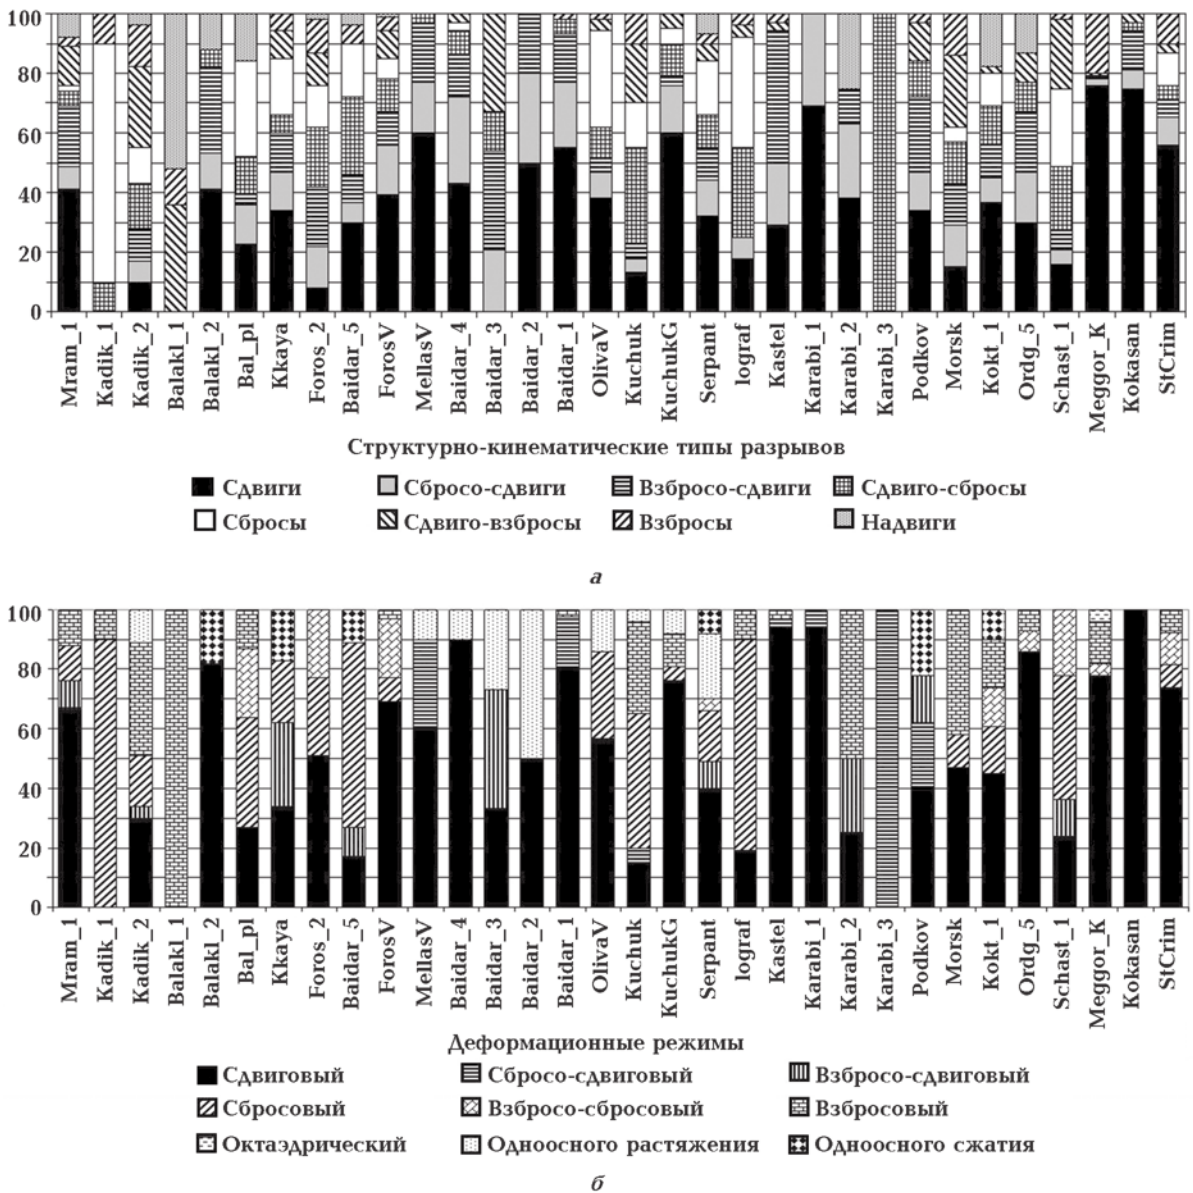 100
80
60
40
20
0
Mram_1 Kadik_1 Kadik_2 Balakl_1 Balakl_2 Bal_pl Kkaya Foros_2 Baidar_5 ForosV MellasV Baidar_4 Baidar_3 Baidar_2 Baidar_1 OlivaV Kuchuk KuchukG Serpant lograf Kastel Karabi_1 Karabi_2 Karabi_3 Podkov Morsk Kokt_1 Ordg_5 Schast_1 Meggor_K Kokasan StCrim
Структурно-кинематические типы разрывов
Сдвиги Сбросо-сдвиги Взбросо-сдвиги Сдвиго-сбросы
Сбросы Сдвиго-взбросы Взбросы Надвиги
а
100
80
60
40
20
0
Mram_1 Kadik_1 Kadik_2 Balakl_1 Balakl_2 Bal_pl Kkaya Foros_2 Baidar_5 ForosV MellasV Baidar_4 Baidar_3 Baidar_2 Baidar_1 OlivaV Kuchuk KuchukG Serpant lograf Kastel Karabi_1 Karabi_2 Karabi_3 Podkov Morsk Kokt_1 Ordg_5 Schast_1 Meggor_K Kokasan StCrim
Деформационные режимы
Сдвиговый Сбросо-сдвиговый Взбросо-сдвиговый
Сбросовый Взбросо-сбросовый Взбросовый
Октаэдрический Одноосного растяжения Одноосного сжатия
б